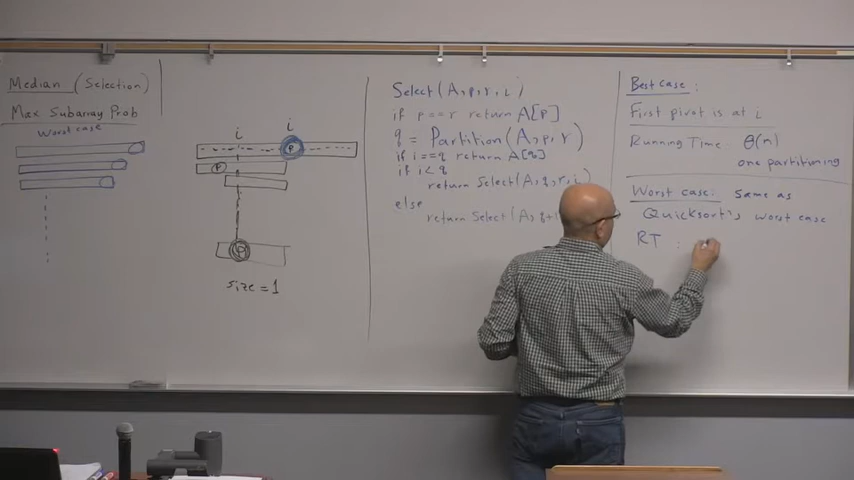 Median (Selection)
Max Subarray Prob
worst case
i i
P
P
P
size = 1
Select(A,p,r,i)
if p==r return A[p]
q = Partition(A,p,r)
if i==q return A[q]
if i<q
return Select(A,q,r,i)
else
return Select(A,q+1
Best case:
First pivot is at i
Running Time: Θ(n)
one partitioning
Worst case: same as
Quicksort's worst case
RT :